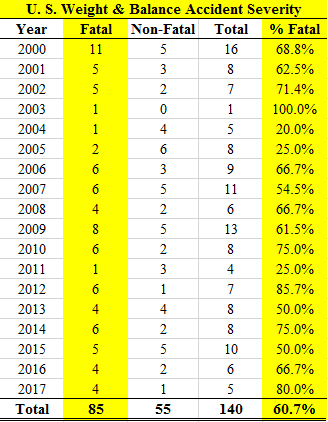 U. S. Weight & Balance Accident Severity
Year Fatal Non-Fatal Total % Fatal
2000 11 5 16 68.8%
2001 5 3 8 62.5%
2002 5 2 7 71.4%
2003 1 0 1 100.0%
2004 1 4 5 20.0%
2005 2 6 8 25.0%
2006 6 3 9 66.7%
2007 6 5 11 54.5%
2008 4 2 6 66.7%
2009 8 5 13 61.5%
2010 6 2 8 75.0%
2011 1 3 4 25.0%
2012 6 1 7 85.7%
2013 4 4 8 50.0%
2014 6 2 8 75.0%
2015 5 5 10 50.0%
2016 4 2 6 66.7%
2017 4 1 5 80.0%
Total 85 55 140 60.7%